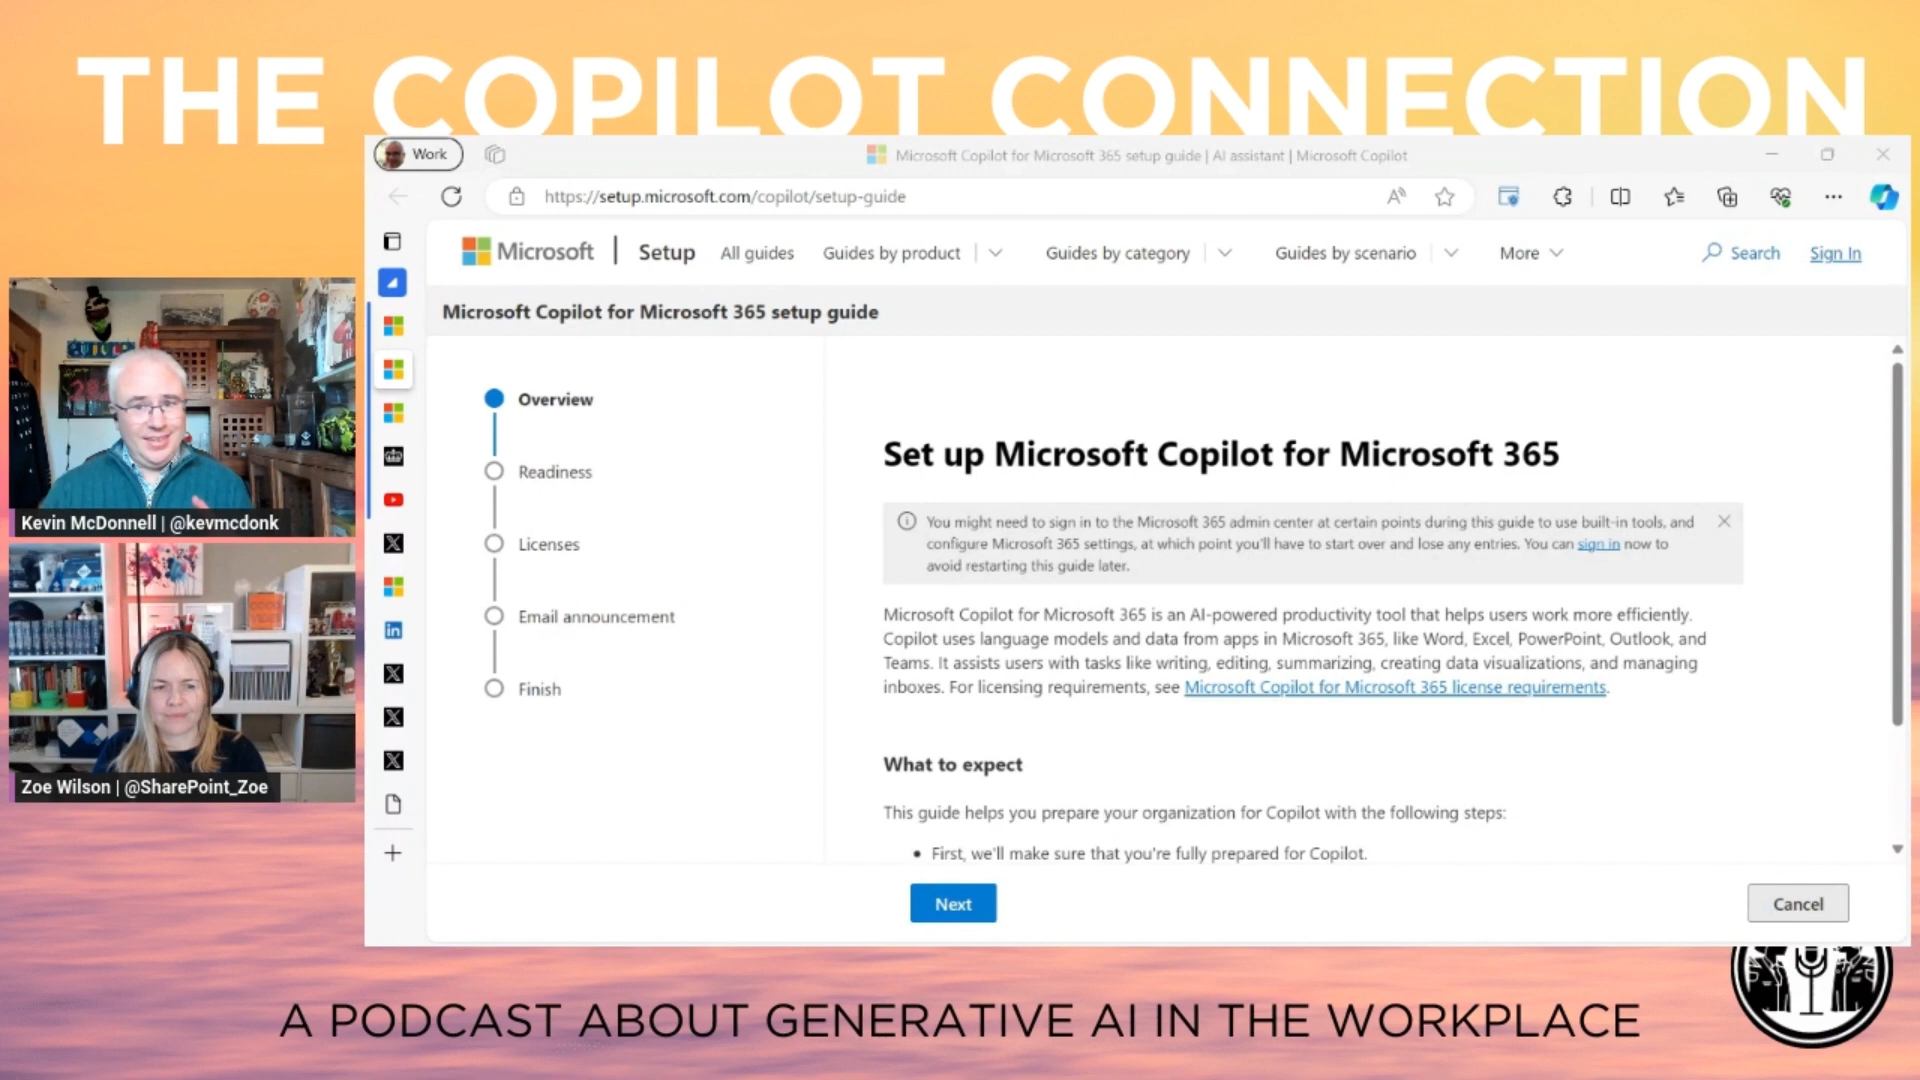 THE COPILOT CONNECTION
Work
Microsoft Copilot for Microsoft 365 setup guide | AI assistant | Microsoft Copilot
https://setup.microsoft.com/copilot/setup-guide
Microsoft | Setup All guides Guides by product Guides by category Guides by scenario More Search Sign In
Microsoft Copilot for Microsoft 365 setup guide
Overview
Readiness
Licenses
Email announcement
Finish
Set up Microsoft Copilot for Microsoft 365
You might need to sign in to the Microsoft 365 admin center at certain points during this guide to use built-in tools, and
configure Microsoft 365 settings, at which point you'll have to start over and lose any entries. You can sign in now to
avoid restarting this guide later.
Microsoft Copilot for Microsoft 365 is an AI-powered productivity tool that helps users work more efficiently.
Copilot uses language models and data from apps in Microsoft 365, like Word, Excel, PowerPoint, Outlook, and
Teams. It assists users with tasks like writing, editing, summarizing, creating data visualizations, and managing
inboxes. For licensing requirements, see Microsoft Copilot for Microsoft 365 license requirements.
What to expect
This guide helps you prepare your organization for Copilot with the following steps:
• First, we'll make sure that you're fully prepared for Copilot.
Next
Cancel
Kevin McDonnell | @kevmcdonk
Zoe Wilson | @SharePoint_Zoe
A PODCAST ABOUT GENERATIVE AI IN THE WORKPLACE